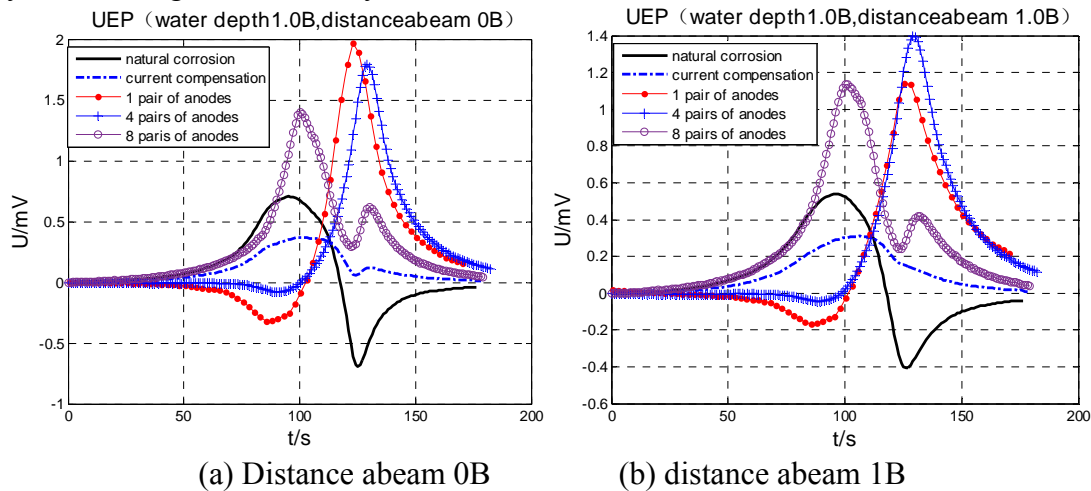 UEP（water depth1.0B,distanceabeam 0B）
U/mV
2
1.5
1
0.5
0
-0.5
-1
natural corrosion
current compensation
1 pair of anodes
4 pairs of anodes
8 paris of anodes
0 50 100 150 200
t/s
(a) Distance abeam 0B
UEP（water depth1.0B,distanceabeam 1.0B）
U/mV
1.4
1.2
1
0.8
0.6
0.4
0.2
0
-0.2
-0.4
-0.6
natural corrosion
current compensation
1 pair of anodes
4 pairs of anodes
8 pairs of anodes
0 50 100 150 200
t/s
(b) distance abeam 1B